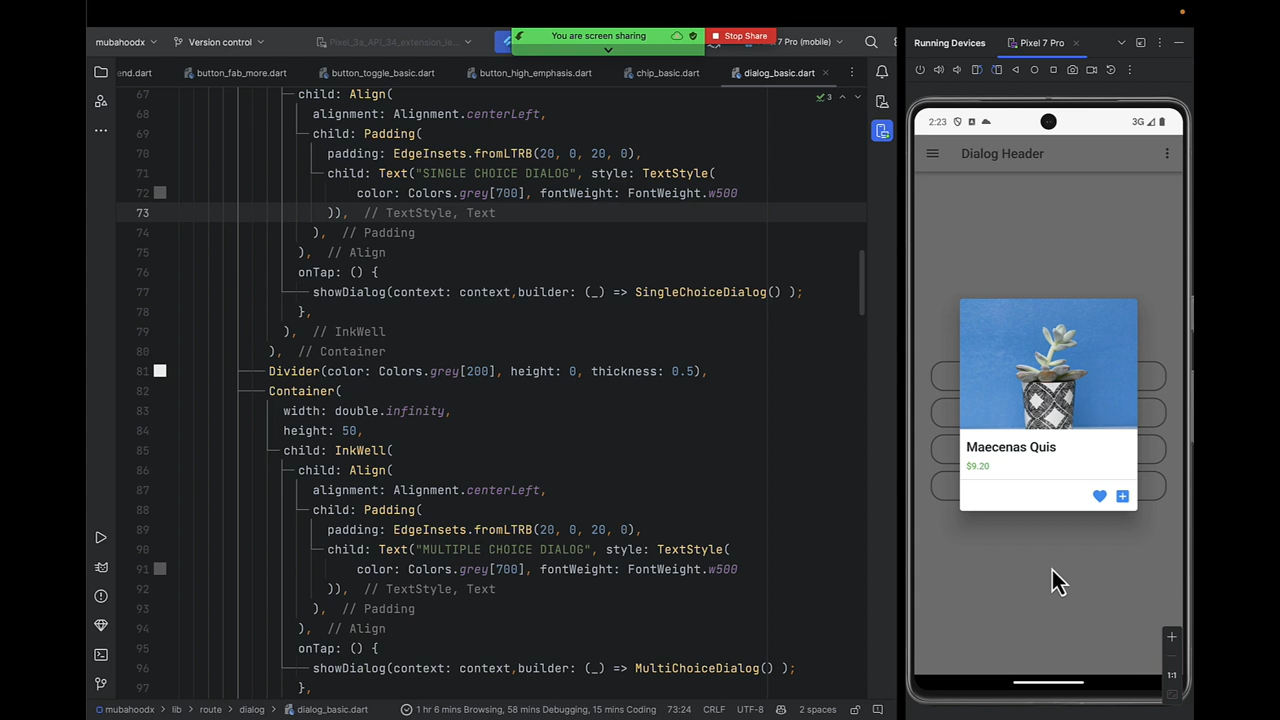 You are screen sharing
Stop Share
mubahoodx
Version control
Pixel_3a_API_34_extension_le
7 Pro (mobile)
end.dart
button_fab_more.dart
button_toggle_basic.dart
button_high_emphasis.dart
chip_basic.dart
dialog_basic.dart
3
67 child: Align(
68 alignment: Alignment.centerLeft,
69 child: Padding(
70 padding: EdgeInsets.fromLTRB(20, 0, 20, 0),
71 child: Text("SINGLE CHOICE DIALOG", style: TextStyle(
72 color: Colors.grey[700], fontWeight: FontWeight.w500
73 )), // TextStyle, Text
74 ), // Padding
75 ), // Align
76 onTap: () {
77 showDialog(context: context,builder: (_) => SingleChoiceDialog() );
78 },
79 ), // InkWell
80 ), // Container
81 Divider(color: Colors.grey[200], height: 0, thickness: 0.5),
82 Container(
83 width: double.infinity,
84 height: 50,
85 child: InkWell(
86 child: Align(
87 alignment: Alignment.centerLeft,
88 child: Padding(
89 padding: EdgeInsets.fromLTRB(20, 0, 20, 0),
90 child: Text("MULTIPLE CHOICE DIALOG", style: TextStyle(
91 color: Colors.grey[700], fontWeight: FontWeight.w500
92 )), // TextStyle, Text
93 ), // Padding
94 ), // Align
95 onTap: () {
96 showDialog(context: context,builder: (_) => MultiChoiceDialog() );
97 },
mubahoodx > lib > route > dialog > dialog_basic.dart
1 hr 6 mins Browsing, 58 mins Debugging, 15 mins Coding
73:24
CRLF
UTF-8
2 spaces
Running Devices
Pixel 7 Pro
2:23
3G
Dialog Header
Maecenas Quis
$9.20
1:1